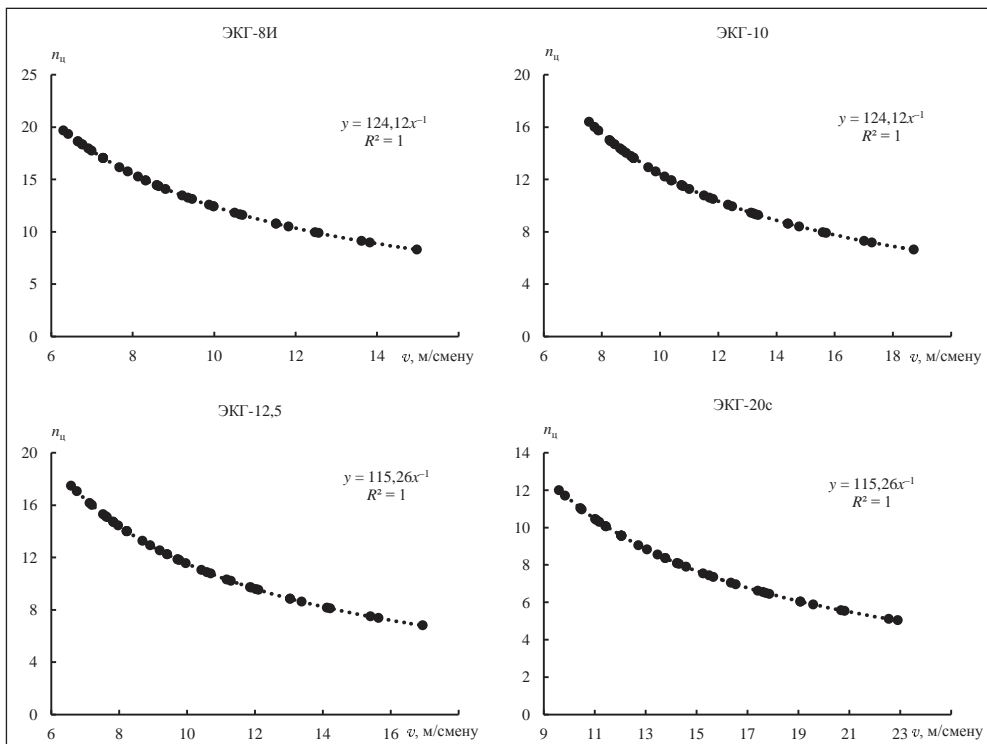 ЭКГ-8И
n_ц
25
20
15
10
5
0
6 8 10 12 14 v, м/смену
y = 124,12x⁻¹
R² = 1
ЭКГ-10
n_ц
20
16
12
8
4
0
6 8 10 12 14 16 18 v, м/смену
y = 124,12x⁻¹
R² = 1
ЭКГ-12,5
n_ц
20
16
12
8
4
0
6 8 10 12 14 16 v, м/смену
y = 115,26x⁻¹
R² = 1
ЭКГ-20с
n_ц
14
12
10
8
6
4
2
0
9 11 13 15 17 19 21 23 v, м/смену
y = 115,26x⁻¹
R² = 1